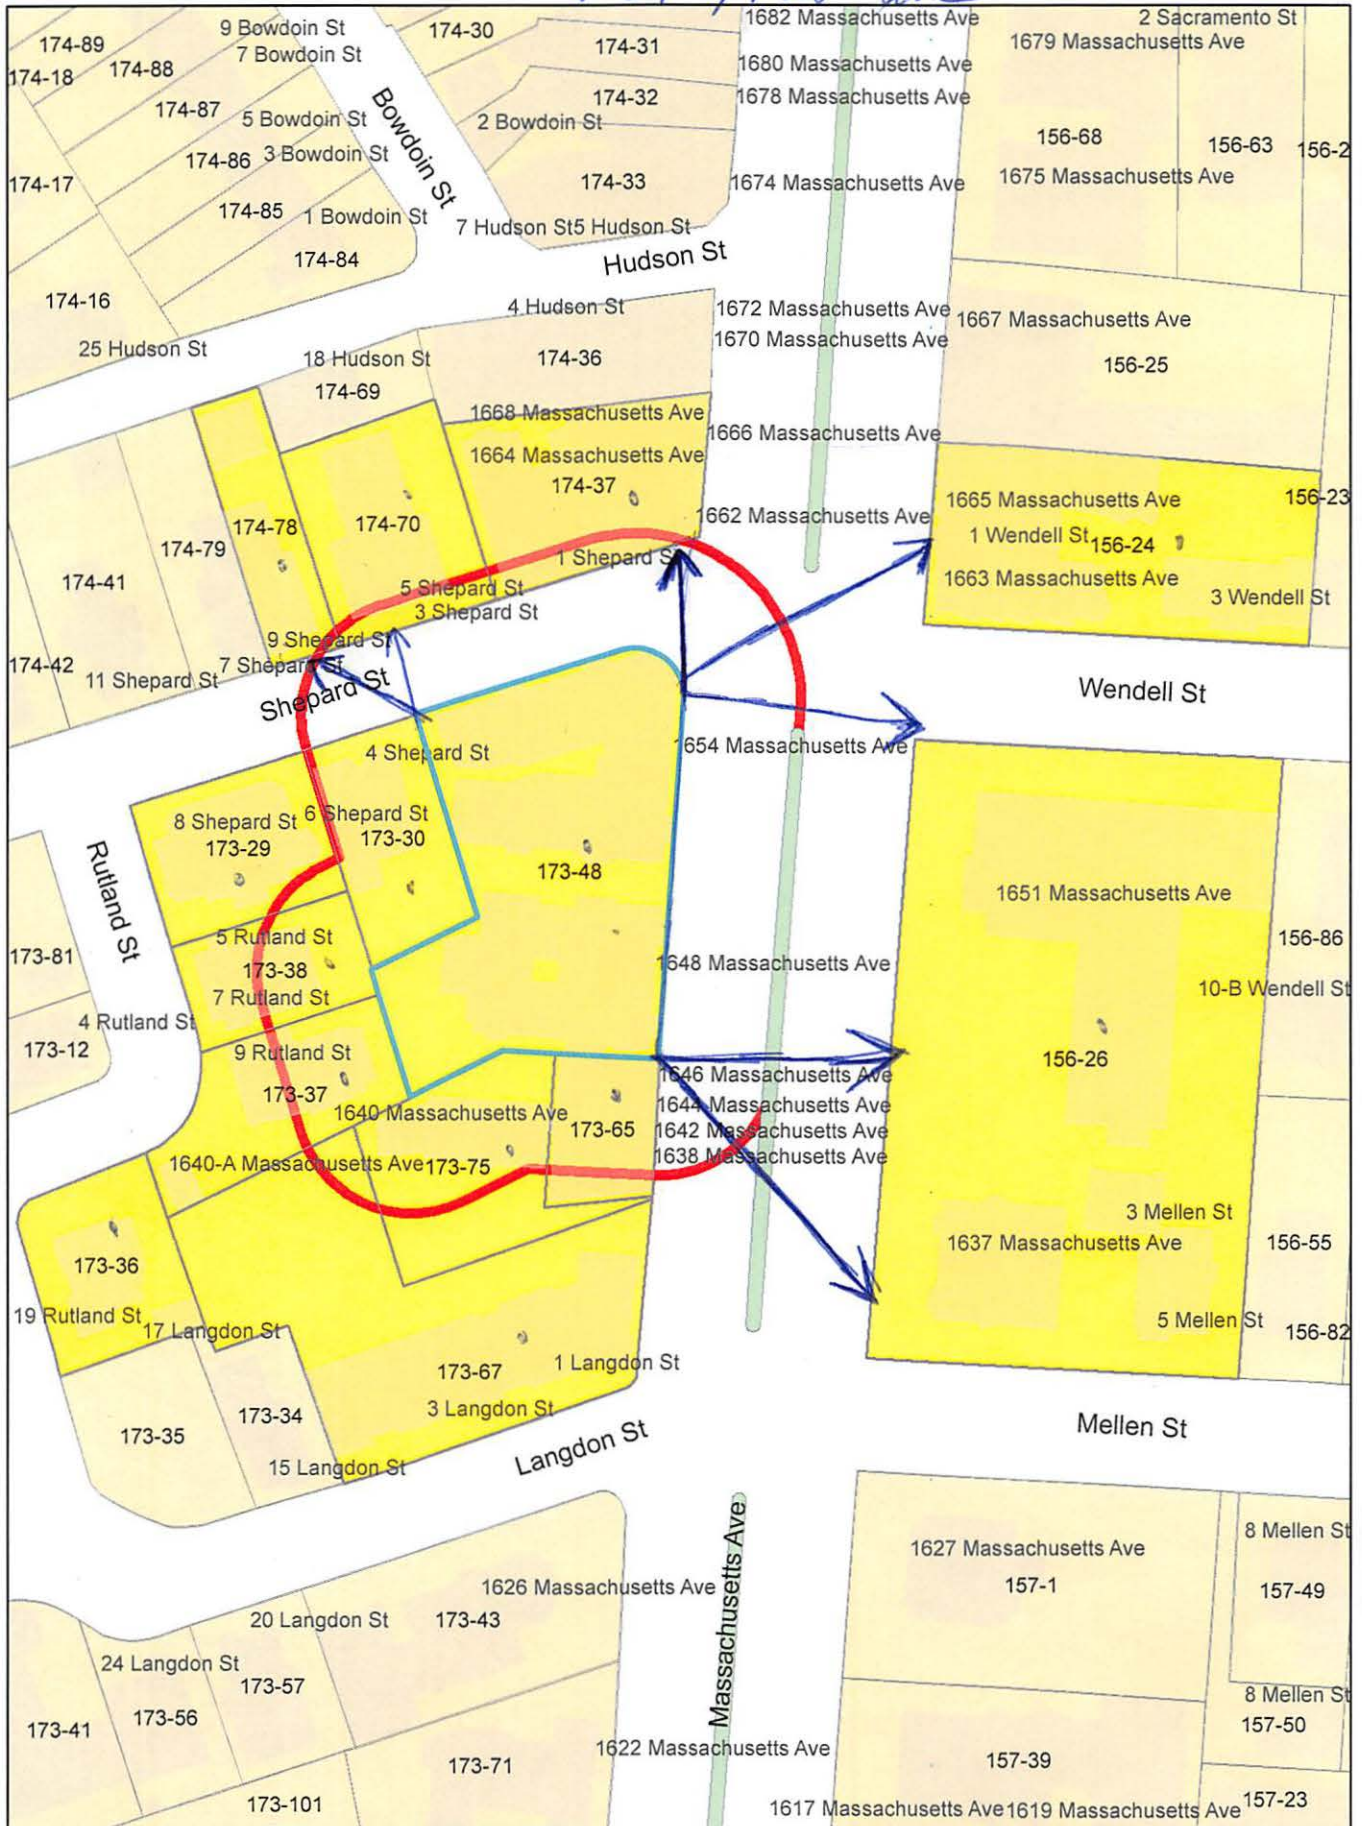 1682 Massachusetts Ave
2 Sacramento St
9 Bowdoin St
174-30
174-31
1679 Massachusetts Ave
174-89
7 Bowdoin St
1680 Massachusetts Ave
174-18
174-88
174-87
5 Bowdoin St
Bowdoin St
174-32
1678 Massachusetts Ave
2 Bowdoin St
156-68
156-63
156-2
174-86
3 Bowdoin St
174-17
174-33
1674 Massachusetts Ave
1675 Massachusetts Ave
174-85
1 Bowdoin St
7 Hudson St
5 Hudson St
174-84
Hudson St
174-16
4 Hudson St
1672 Massachusetts Ave
1667 Massachusetts Ave
25 Hudson St
18 Hudson St
174-36
1670 Massachusetts Ave
156-25
174-69
1668 Massachusetts Ave
1666 Massachusetts Ave
1664 Massachusetts Ave
174-37
1665 Massachusetts Ave
156-23
174-78
174-70
1662 Massachusetts Ave
1 Wendell St
156-24
174-79
174-41
1 Shepard St
1663 Massachusetts Ave
5 Shepard St
3 Shepard St
3 Wendell St
9 Shepard St
174-42
7 Shepard St
11 Shepard St
Shepard St
Wendell St
4 Shepard St
1654 Massachusetts Ave
8 Shepard St
6 Shepard St
173-29
173-30
Rutland St
173-48
1651 Massachusetts Ave
5 Rutland St
173-81
173-38
1648 Massachusetts Ave
156-86
7 Rutland St
10-B Wendell St
4 Rutland St
173-12
9 Rutland St
156-26
173-37
1646 Massachusetts Ave
1640 Massachusetts Ave
1644 Massachusetts Ave
173-65
1642 Massachusetts Ave
1640-A Massachusetts Ave
173-75
1638 Massachusetts Ave
3 Mellen St
173-36
1637 Massachusetts Ave
156-55
19 Rutland St
17 Langdon St
5 Mellen St
156-82
173-67
1 Langdon St
3 Langdon St
173-34
173-35
Langdon St
Mellen St
15 Langdon St
8 Mellen St
1627 Massachusetts Ave
157-1
157-49
1626 Massachusetts Ave
20 Langdon St
173-43
Massachusetts Ave
24 Langdon St
173-57
173-56
173-41
8 Mellen St
157-50
1622 Massachusetts Ave
173-71
157-39
173-101
157-23
1617 Massachusetts Ave
1619 Massachusetts Ave